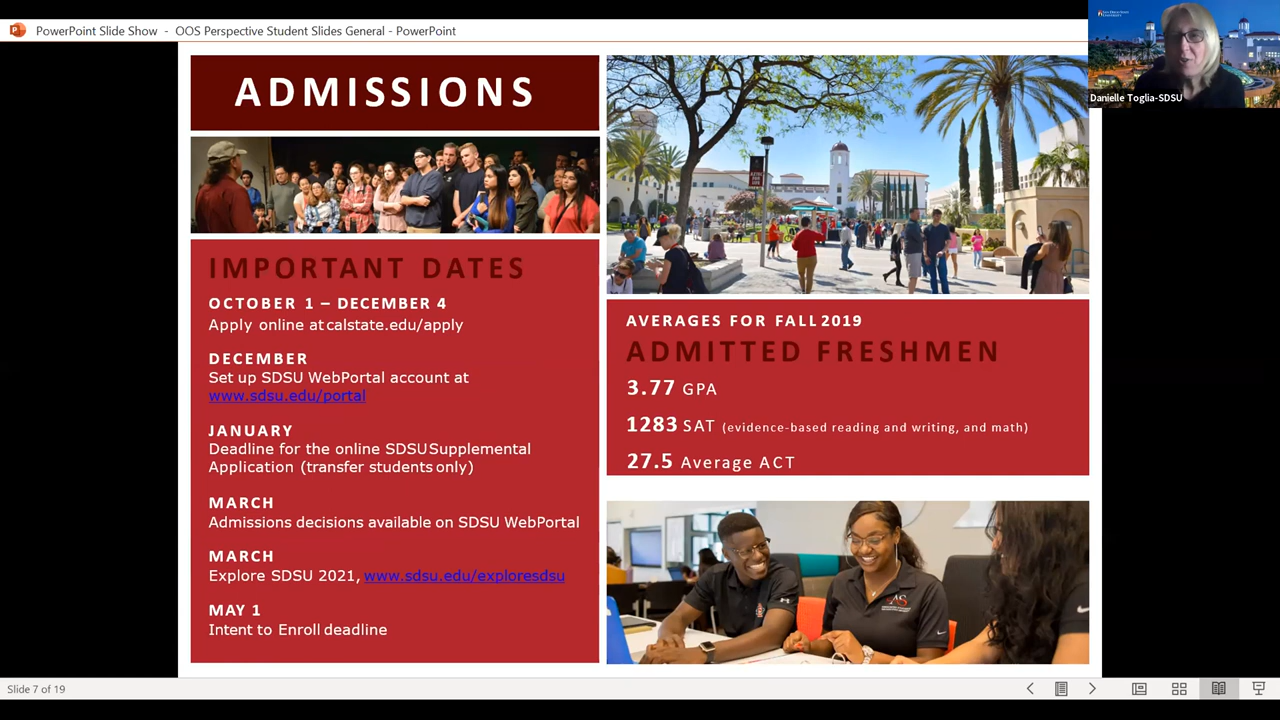 PowerPoint Slide Show - OOS Perspective Student Slides General - PowerPoint
Danielle Toglia-SDSU
ADMISSIONS
IMPORTANT DATES
OCTOBER 1 – DECEMBER 4
Apply online at calstate.edu/apply
DECEMBER
Set up SDSU WebPortal account at
www.sdsu.edu/portal
JANUARY
Deadline for the online SDSU Supplemental
Application (transfer students only)
MARCH
Admissions decisions available on SDSU WebPortal
MARCH
Explore SDSU 2021, www.sdsu.edu/exploresdsu
MAY 1
Intent to Enroll deadline
AVERAGES FOR FALL 2019
ADMITTED FRESHMEN
3.77 GPA
1283 SAT (evidence-based reading and writing, and math)
27.5 Average ACT
Slide 7 of 19